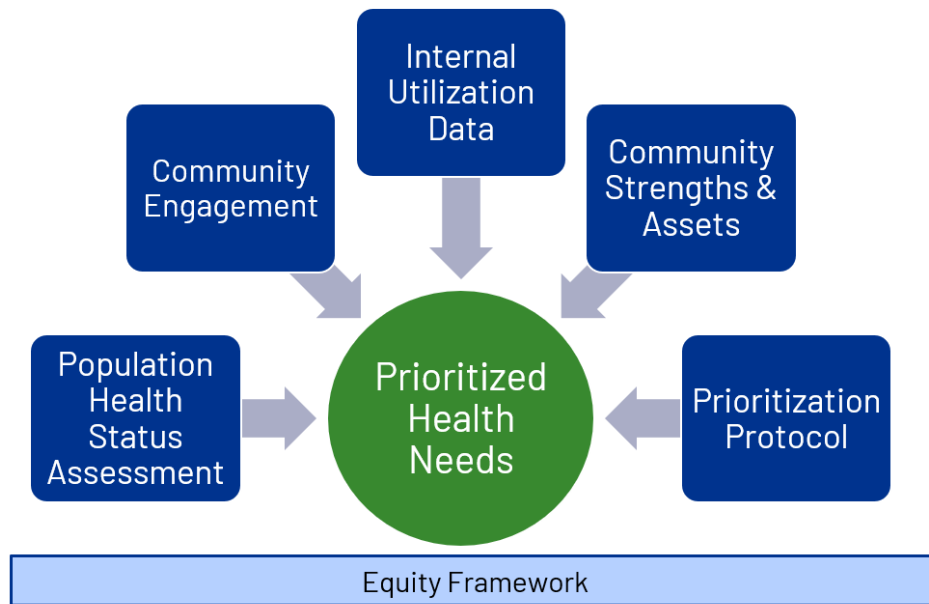 Internal
Utilization
Data
Community
Engagement
Community
Strengths &
Assets
Population
Health
Status
Assessment
Prioritized
Health
Needs
Prioritization
Protocol
Equity Framework